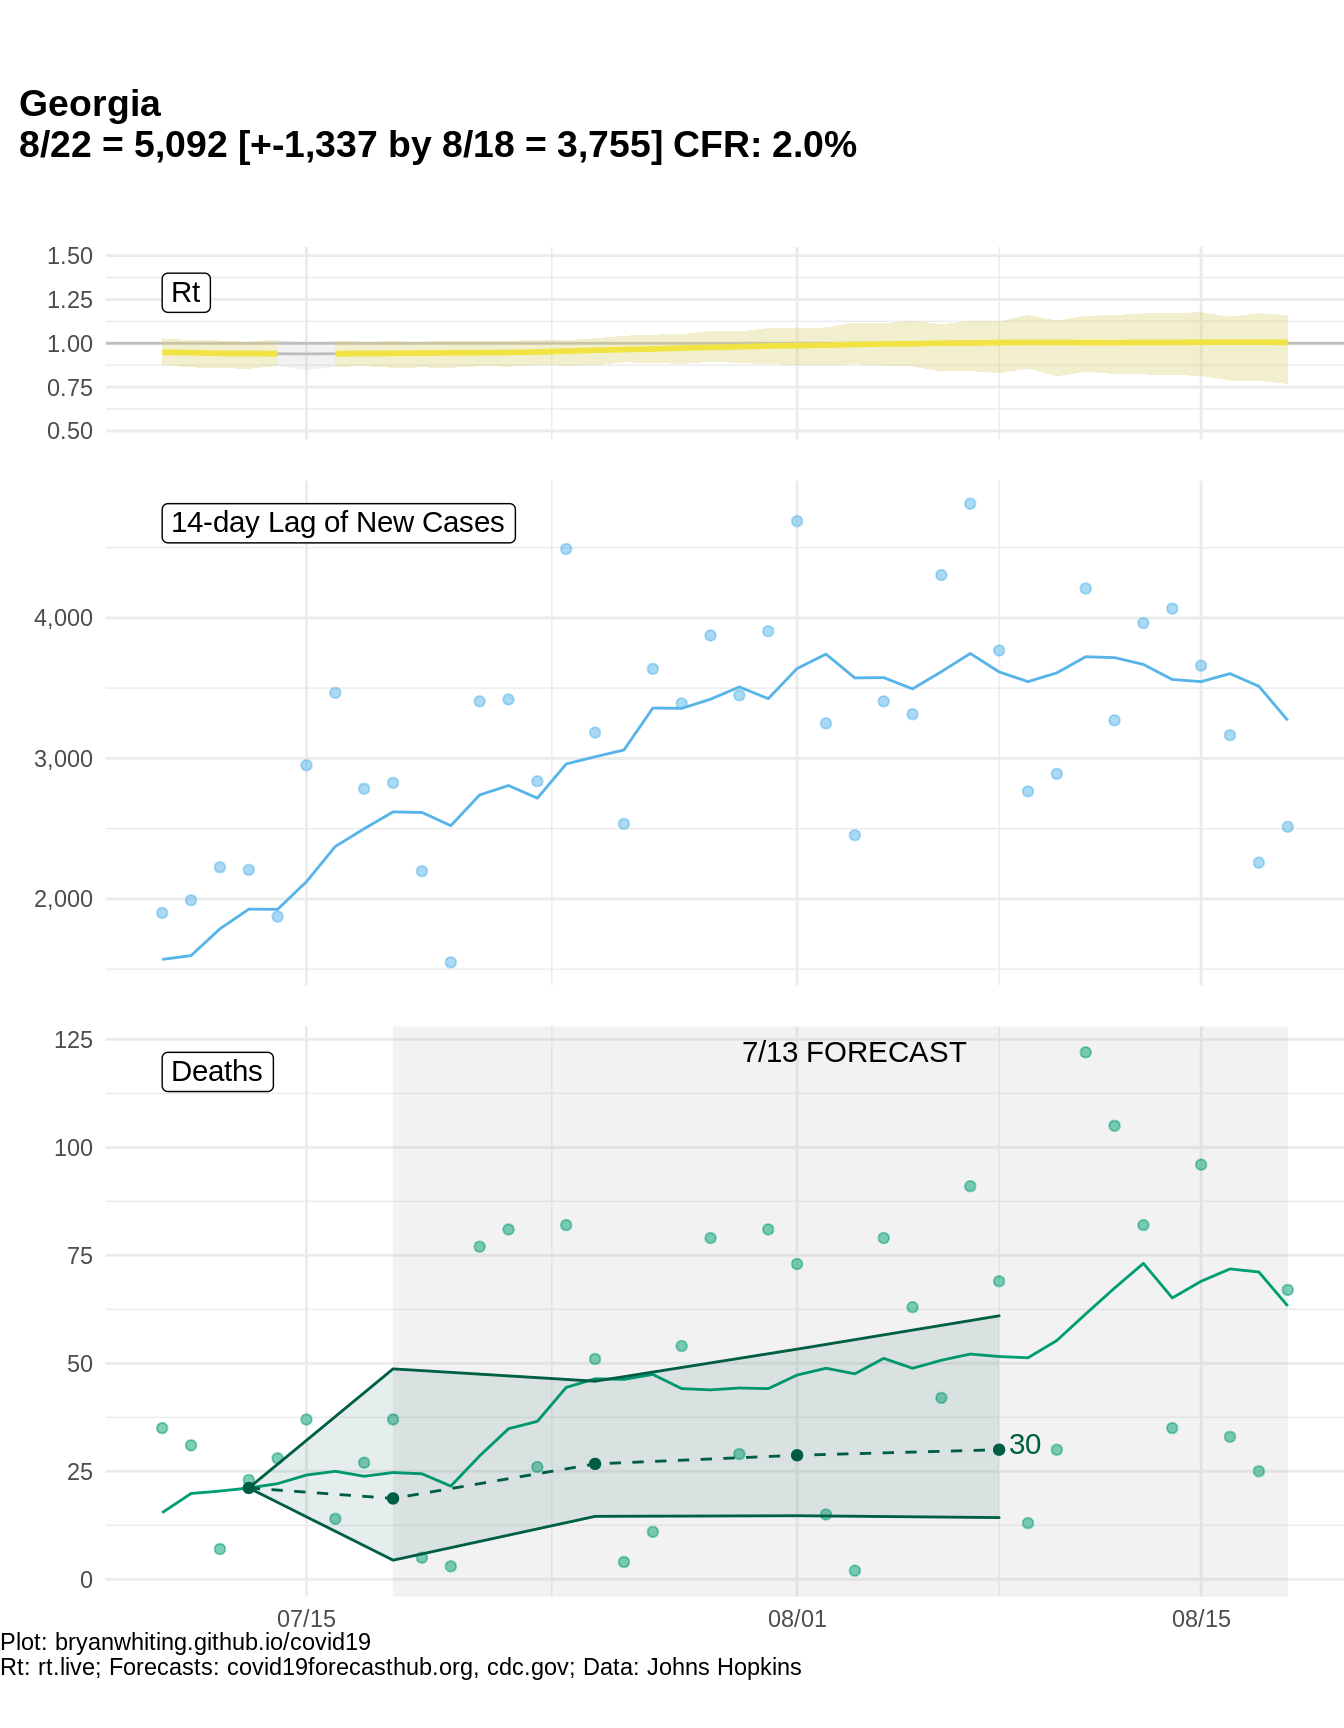 Georgia
8/22 = 5,092 [+-1,337 by 8/18 = 3,755] CFR: 2.0%
1.50
Rt
1.25
1.00
0.75
0.50
14-day Lag of New Cases
4,000
3,000
2,000
125
7/13 FORECAST
Deaths
100
75
50
30
25
0
07/15 08/01 08/15
Plot: bryanwhiting.github.io/covid19
Rt: rt.live; Forecasts: covid19forecasthub.org, cdc.gov; Data: Johns Hopkins